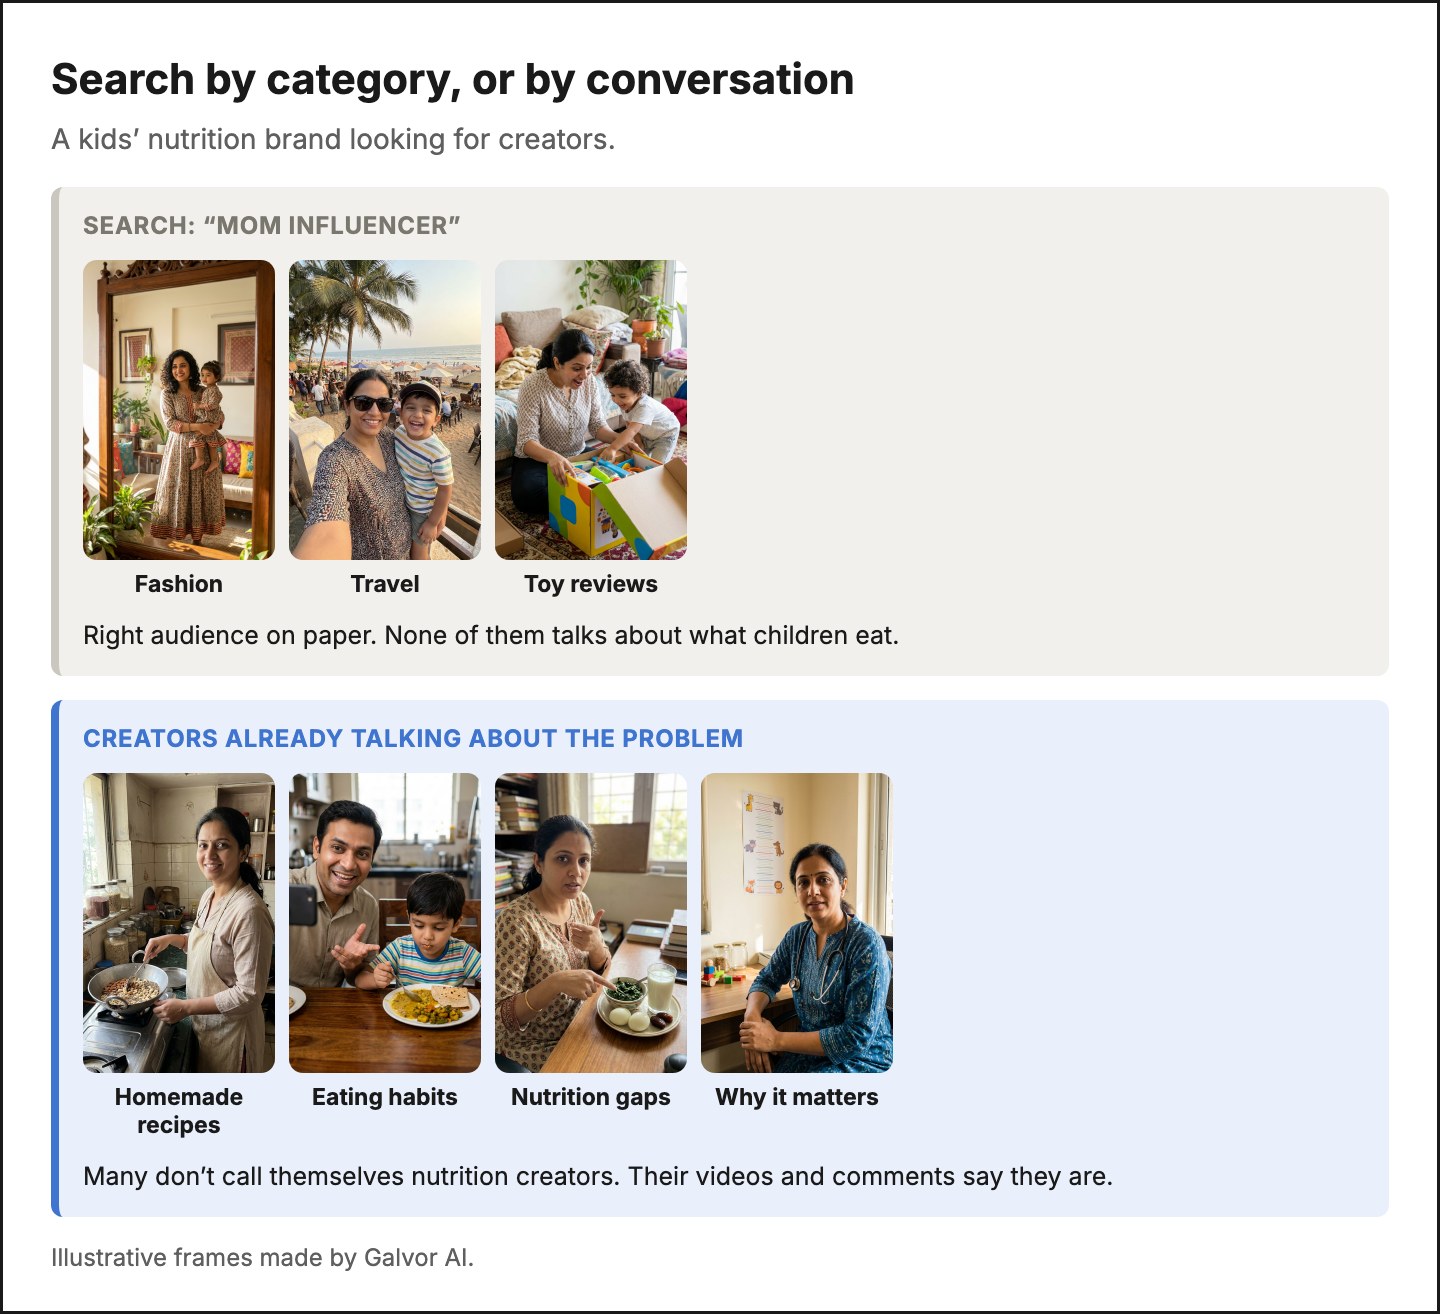 Search by category, or by conversation
A kids’ nutrition brand looking for creators.
SEARCH: “MOM INFLUENCER”
Fashion
Travel
Toy reviews
Right audience on paper. None of them talks about what children eat.
CREATORS ALREADY TALKING ABOUT THE PROBLEM
Homemade
recipes
Eating habits
Nutrition gaps
Why it matters
Many don’t call themselves nutrition creators. Their videos and comments say they are.
Illustrative frames made by Galvor AI.